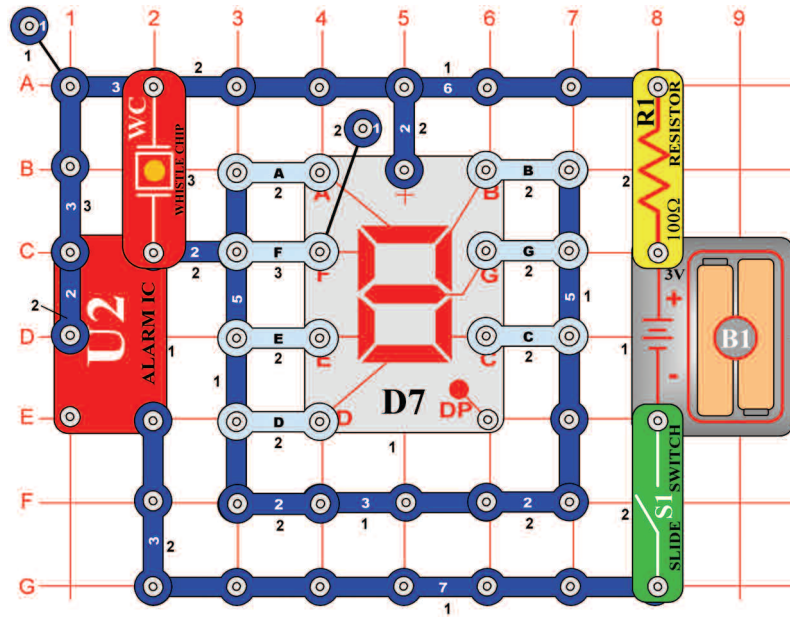 1 2 3 4 5 6 7 8 9
1
1
A 3 2 1 6
WC
WHISTLE CHIP
3
R1
RESISTOR
100Ω
2
2 1
2 2
B 3 3
A 2
A + B
B 2
C 2 2
F 3
F G
G 2
2 2
U2
ALARM IC
5
5 1
3V
+
-
B1
1
D 1
E 2
E C
C 2
1
E
D 2
D
D7
DP
1
S1
SLIDE SWITCH
2
F 2 2
3 1
2 2
3 2
G 7 1